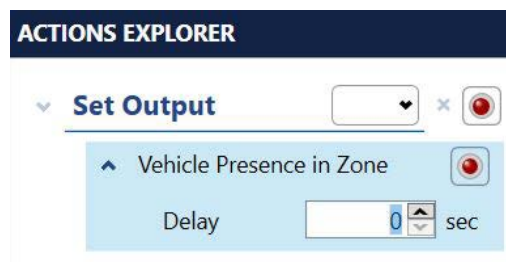 ACTIONS EXPLORER
Set Output
Vehicle Presence in Zone
Delay 0 sec